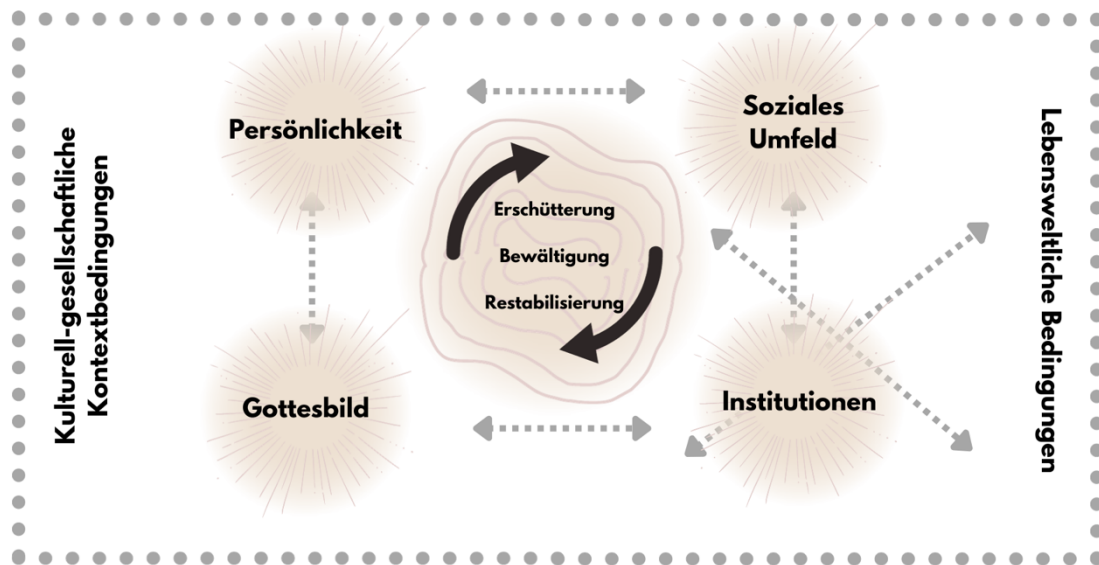 Kulturell-gesellschaftliche
Kontextbedingungen
Persönlichkeit
Soziales
Umfeld
Erschütterung
Bewältigung
Restabilisierung
Gottesbild
Institutionen
Lebensweltliche Bedingungen